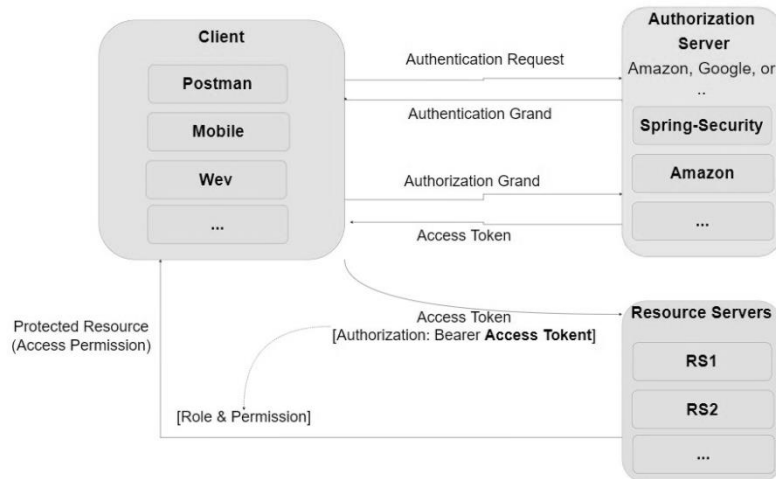 Client
Postman
Mobile
Wev
...
Authentication Request
Authentication Grand
Authorization Grand
Access Token
Authorization
Server
Amazon, Google, or
..
Spring-Security
Amazon
...
Protected Resource
(Access Permission)
Access Token
[Authorization: Bearer Access Tokent]
[Role & Permission]
Resource Servers
RS1
RS2
...